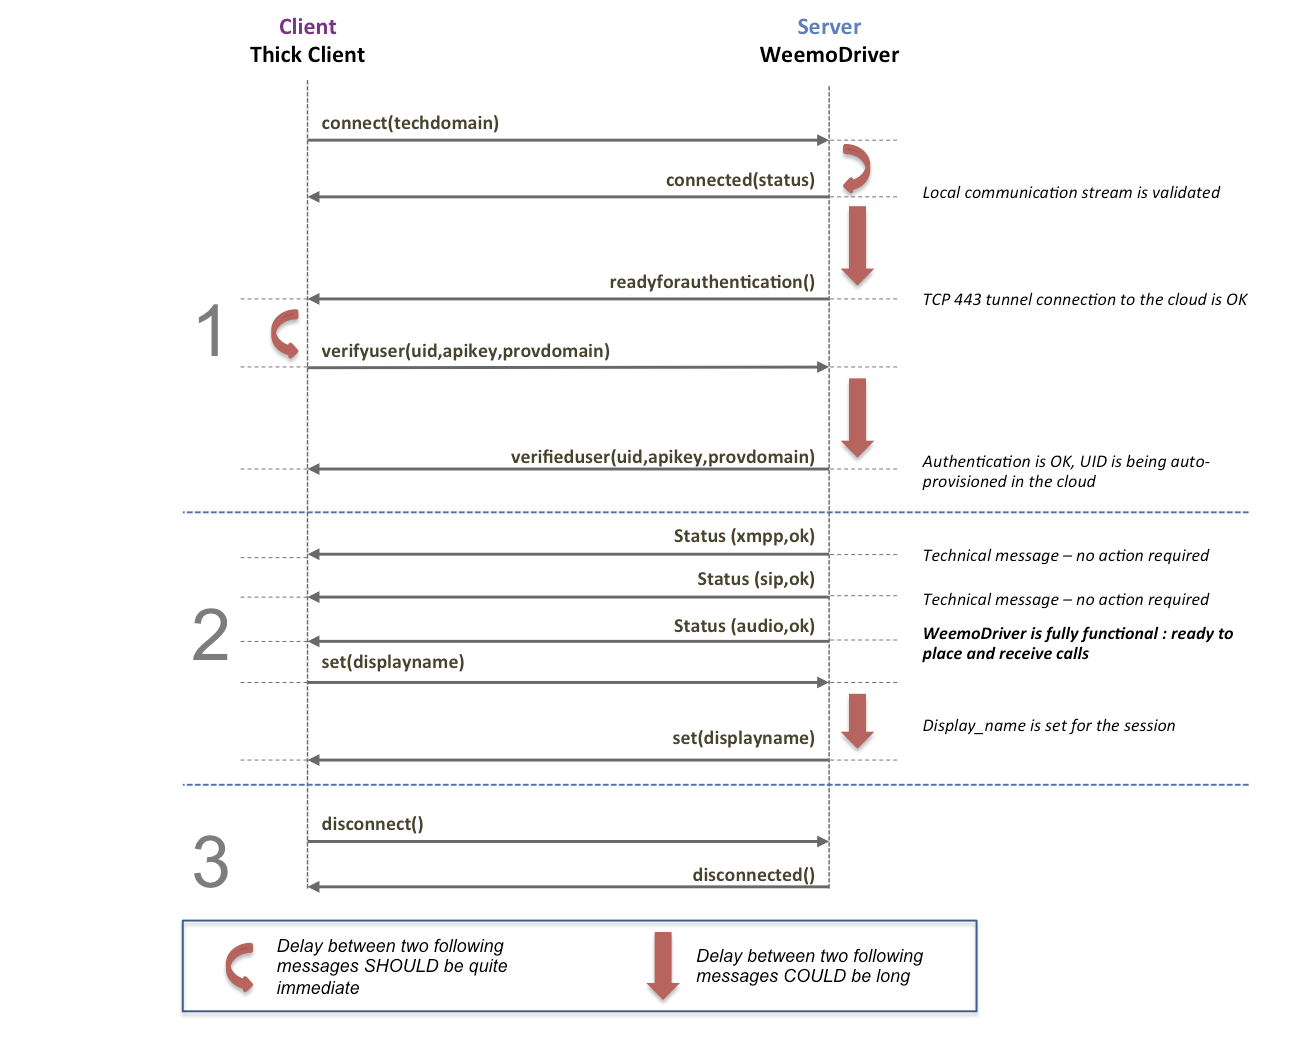 Client
Server
Thick Client
WeemoDriver
connect(techdomain)
connected(status)
Local communication stream is validated
readyforauthentication()
TCP 443 tunnel connection to the cloud is OK
1
verifyuser(uid,apikey,provdomain)
verifieduser(uid,apikey,provdomain)
Authentication is OK, UID is being auto-
provisioned in the cloud
Status (xmpp,ok)
Technical message – no action required
Status (sip,ok)
Technical message – no action required
2
Status (audio,ok)
WeemoDriver is fully functional : ready to
place and receive calls
set(displayname)
Display_name is set for the session
set(displayname)
3
disconnect()
disconnected()
Delay between two following
messages SHOULD be quite
immediate
Delay between two following
messages COULD be long